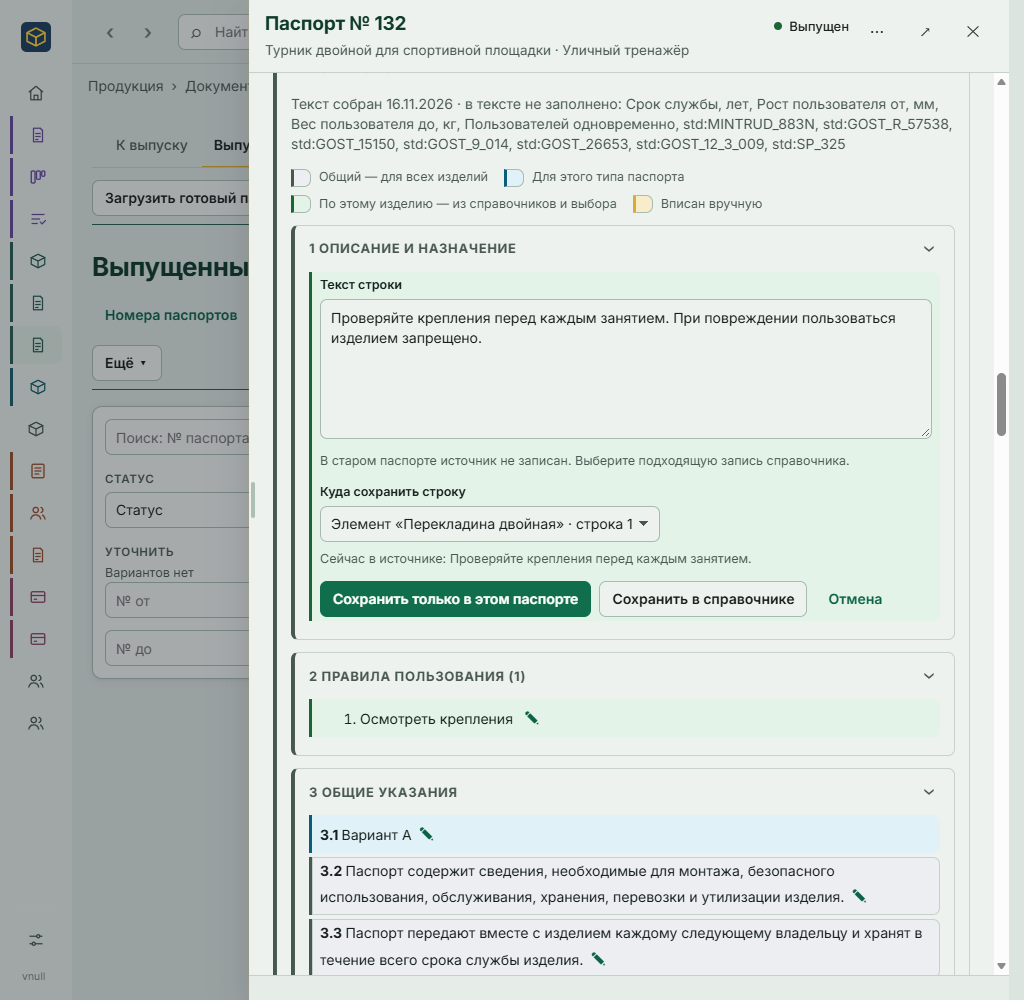 Паспорт № 132
Выпущен
...
Турник двойной для спортивной площадки · Уличный тренажёр
Найт
Продукция › Докумен
К выпуску
Выпу
Загрузить готовый п
Выпущенны
Номера паспортов
Ещё
Поиск: № паспорта
СТАТУС
Статус
УТОЧНИТЬ
Вариантов нет
№ от
№ до
vnull
Текст собран 16.11.2026 · в тексте не заполнено: Срок службы, лет, Рост пользователя от, мм,
Вес пользователя до, кг, Пользователей одновременно, std:MINTRUD_883N, std:GOST_R_57538,
std:GOST_15150, std:GOST_9_014, std:GOST_26653, std:GOST_12_3_009, std:SP_325
Общий — для всех изделий
Для этого типа паспорта
По этому изделию — из справочников и выбора
Вписан вручную
1 ОПИСАНИЕ И НАЗНАЧЕНИЕ
Текст строки
Проверяйте крепления перед каждым занятием. При повреждении пользоваться
изделием запрещено.
В старом паспорте источник не записан. Выберите подходящую запись справочника.
Куда сохранить строку
Элемент «Перекладина двойная» · строка 1
Сейчас в источнике: Проверяйте крепления перед каждым занятием.
Сохранить только в этом паспорте
Сохранить в справочнике
Отмена
2 ПРАВИЛА ПОЛЬЗОВАНИЯ (1)
1. Осмотреть крепления
3 ОБЩИЕ УКАЗАНИЯ
3.1 Вариант А
3.2 Паспорт содержит сведения, необходимые для монтажа, безопасного
использования, обслуживания, хранения, перевозки и утилизации изделия.
3.3 Паспорт передают вместе с изделием каждому следующему владельцу и хранят в
течение всего срока службы изделия.